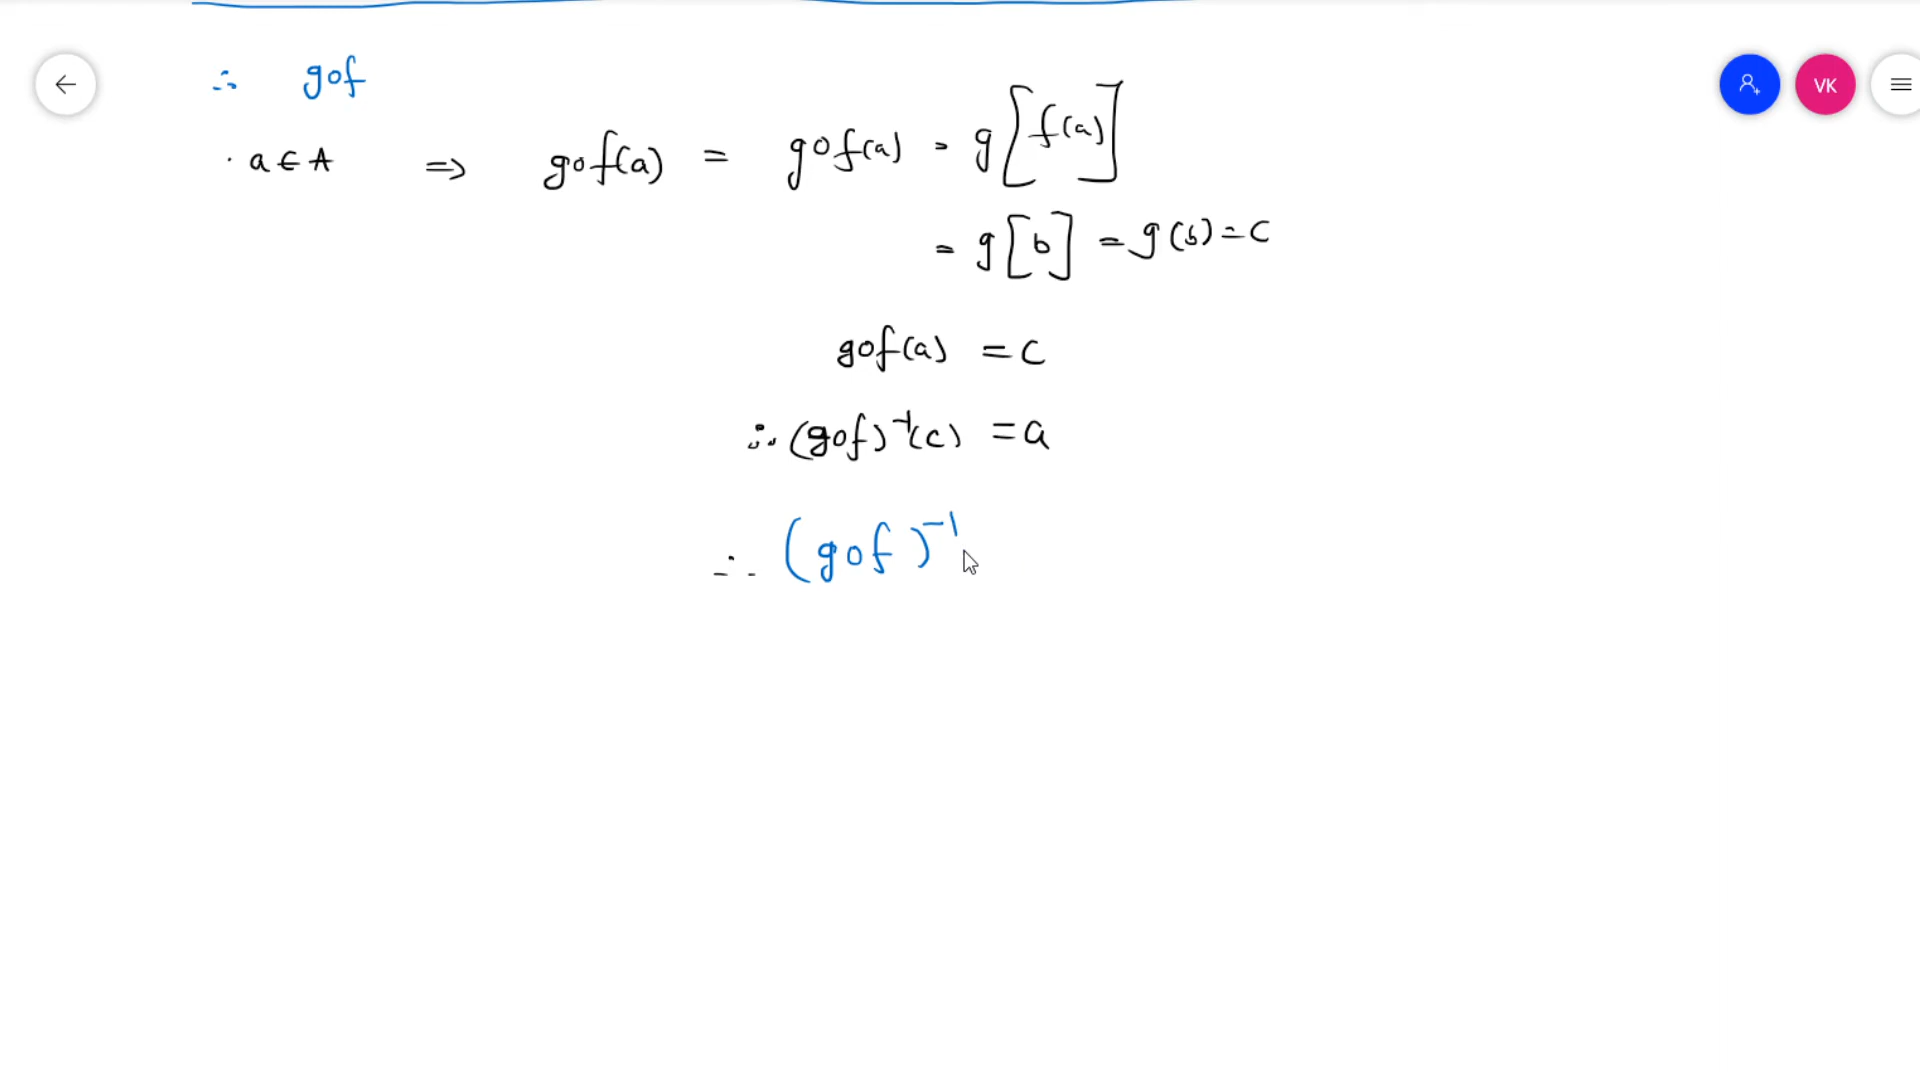 ∴ gof
· a ∈ A ⇒ gof(a) = gof(a) = g[f(a)]
= g[b] = g(b) = c
gof(a) = c
∴ (gof)⁻¹(c) = a
∴ (gof)⁻¹
VK